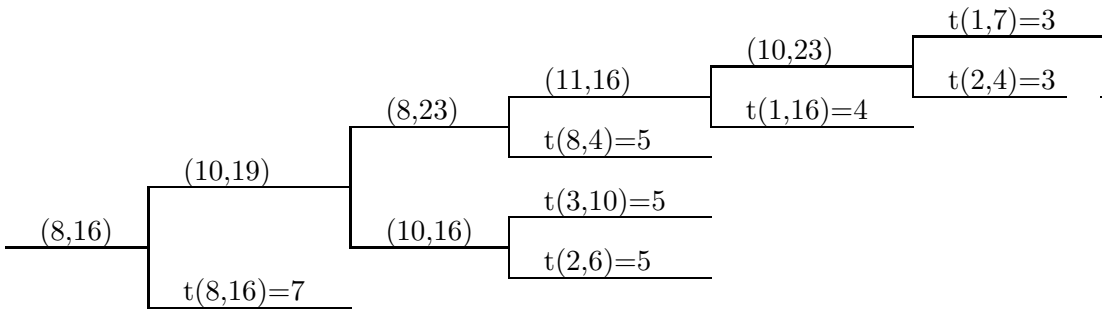 t(1,7)=3
(10,23)
t(2,4)=3
(11,16)
t(1,16)=4
(8,23)
t(8,4)=5
(10,19)
t(3,10)=5
(8,16)
(10,16)
t(2,6)=5
t(8,16)=7